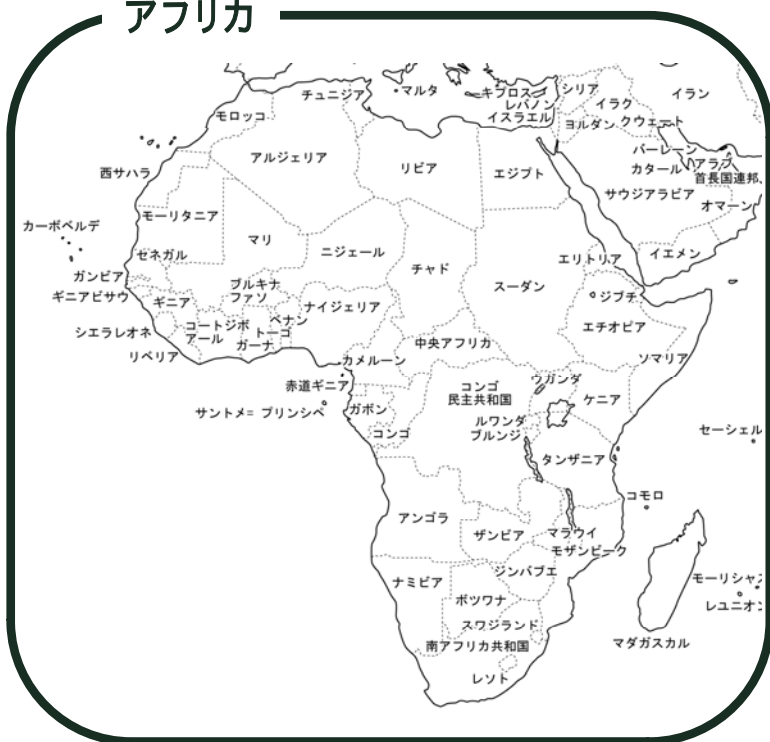 アフリカ
チュニジア
マルタ
キプロス
シリア
レバノン
イラク
イラン
イスラエル
モロッコ
ヨルダン
クウェート
アルジェリア
リビア
エジプト
バーレーン
カタール
アラブ
首長国連邦、
西サハラ
サウジアラビア
オマーン
モーリタニア
カーボベルデ
マリ
ニジェール
チャド
セネガル
エリトリア
イエメン
ガンビア
ブルキナ
ファソ
スーダン
ギニアビサウ
ギニア
ナイジェリア
ジブチ
シエラレオネ
コートジボ
アール
ベナン
トーゴ
ガーナ
エチオピア
リベリア
中央アフリカ
カメルーン
ソマリア
赤道ギニア
コンゴ
民主共和国
ウガンダ
ケニア
サントメ= プリンシペ
ガボン
ルワンダ
ブルンジ
コンゴ
セーシェル
タンザニア
コモロ
アンゴラ
ザンビア
マラウイ
モザンビーク
ジンバブエ
ナミビア
モーリシャス
ボツワナ
レユニオン
スワジランド
南アフリカ共和国
マダガスカル
レソト